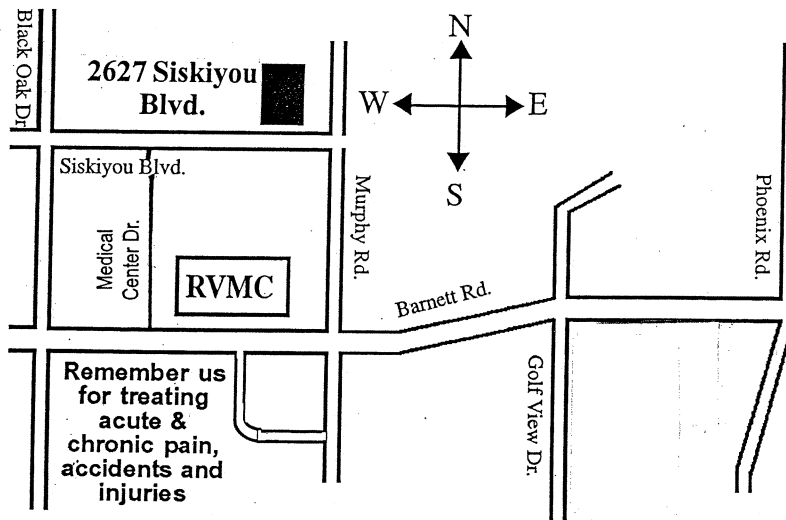 Black Oak Dr
2627 Siskiyou
Blvd.
N
W
E
S
Siskiyou Blvd.
Medical
Center Dr.
RVMC
Murphy Rd.
Barnett Rd.
Phoenix Rd.
Golf View Dr.
Remember us
for treating
acute &
chronic pain,
accidents and
injuries